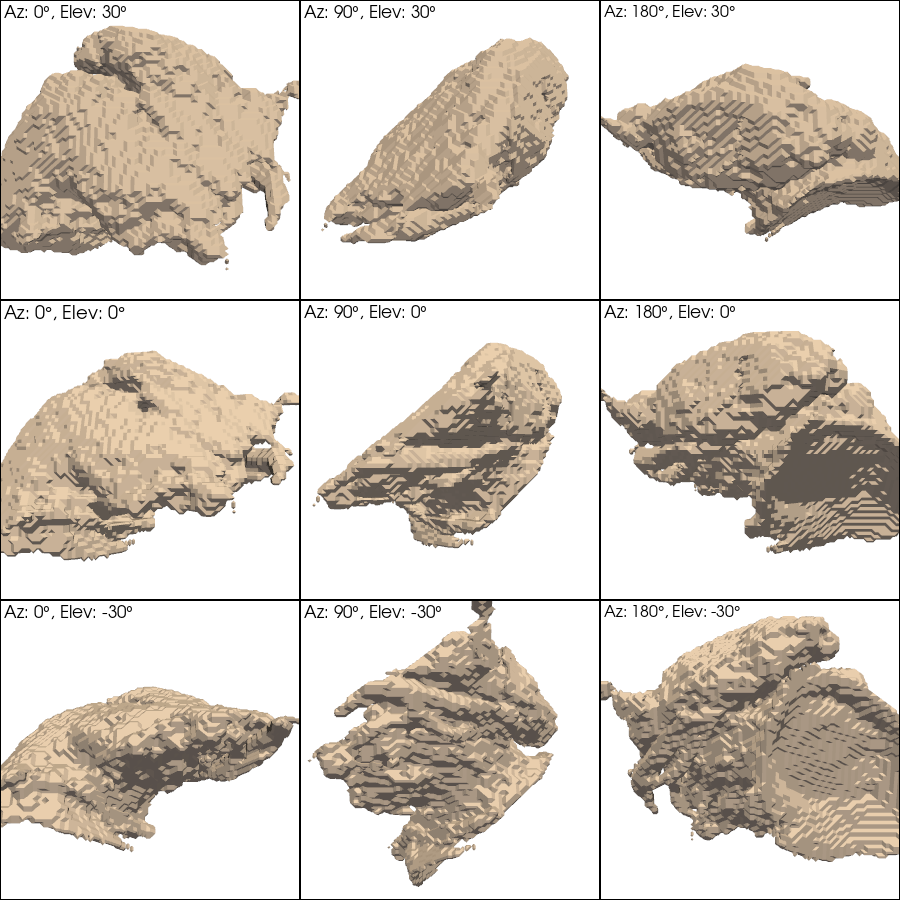 Az: 0°, Elev: 30°
Az: 90°, Elev: 30°
Az: 180°, Elev: 30°
Az: 0°, Elev: 0°
Az: 90°, Elev: 0°
Az: 180°, Elev: 0°
Az: 0°, Elev: -30°
Az: 90°, Elev: -30°
Az: 180°, Elev: -30°